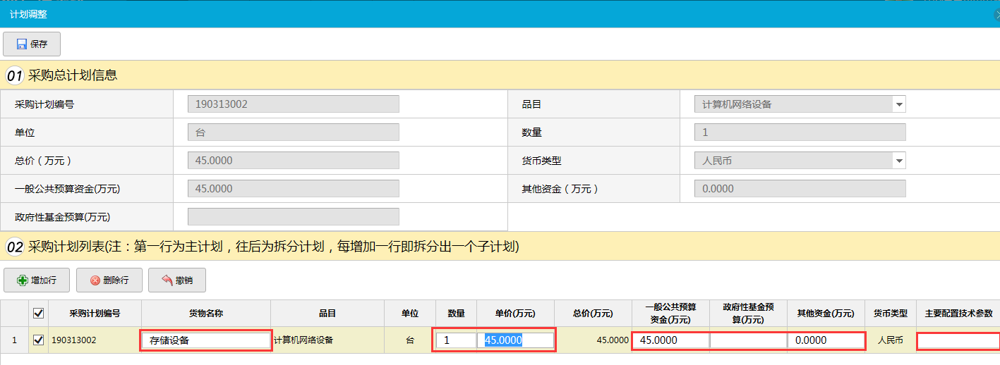 计划调整
保存
01 采购总计划信息
采购计划编号 190313002 品目 计算机网络设备
单位 台 数量 1
总价（万元） 45.0000 货币类型 人民币
一般公共预算资金(万元) 45.0000 其他资金（万元） 0.0000
政府性基金预算(万元)
02 采购计划列表(注：第一行为主计划，往后为拆分计划，每增加一行即拆分出一个子计划)
增加行 删除行 撤销
采购计划编号 货物名称 品目 单位 数量 单价(万元) 总价(万元) 一般公共预算资金(万元) 政府性基金预算(万元) 其他资金(万元) 货币类型 主要配置技术参数
1 190313002 存储设备 计算机网络设备 台 1 45.0000 45.0000 45.0000 0.0000 人民币